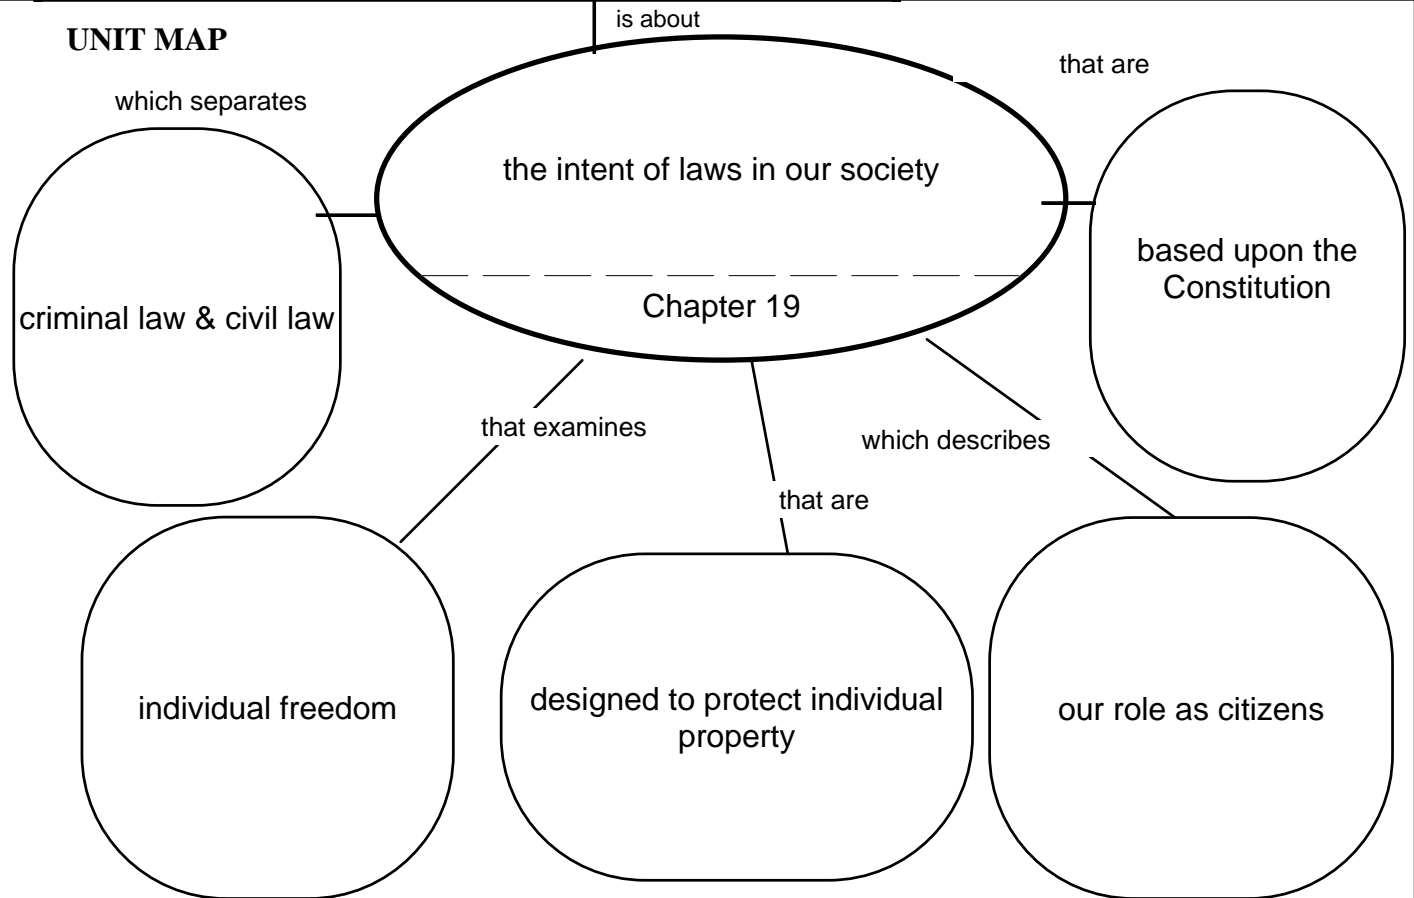 is about
UNIT MAP
that are
which separates
the intent of laws in our society
based upon the
Constitution
Chapter 19
criminal law & civil law
that examines
which describes
that are
individual freedom
designed to protect individual
property
our role as citizens